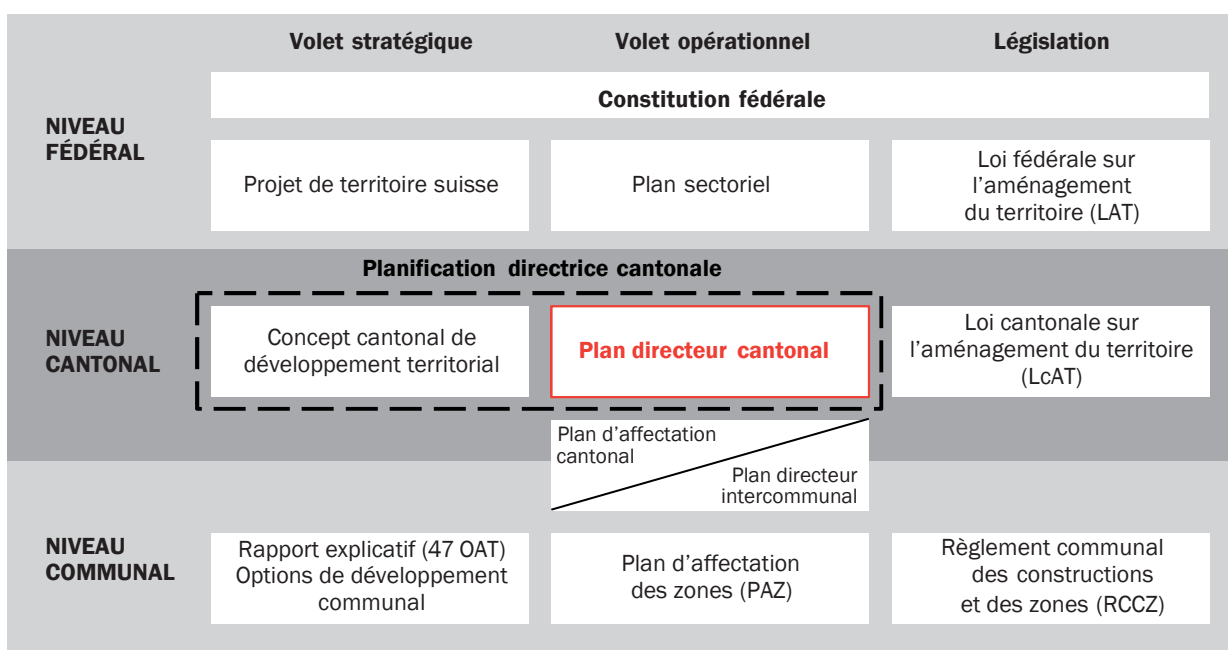 Volet stratégique
Volet opérationnel
Législation
NIVEAU
FÉDÉRAL
Constitution fédérale
Projet de territoire suisse
Plan sectoriel
Loi fédérale sur
l'aménagement
du territoire (LAT)
Planification directrice cantonale
NIVEAU
CANTONAL
Concept cantonal de
développement territorial
Plan directeur cantonal
Loi cantonale sur
l'aménagement du territoire
(LcAT)
Plan d'affectation
cantonal
Plan directeur
intercommunal
NIVEAU
COMMUNAL
Rapport explicatif (47 OAT)
Options de développement
communal
Plan d'affectation
des zones (PAZ)
Règlement communal
des constructions
et des zones (RCCZ)